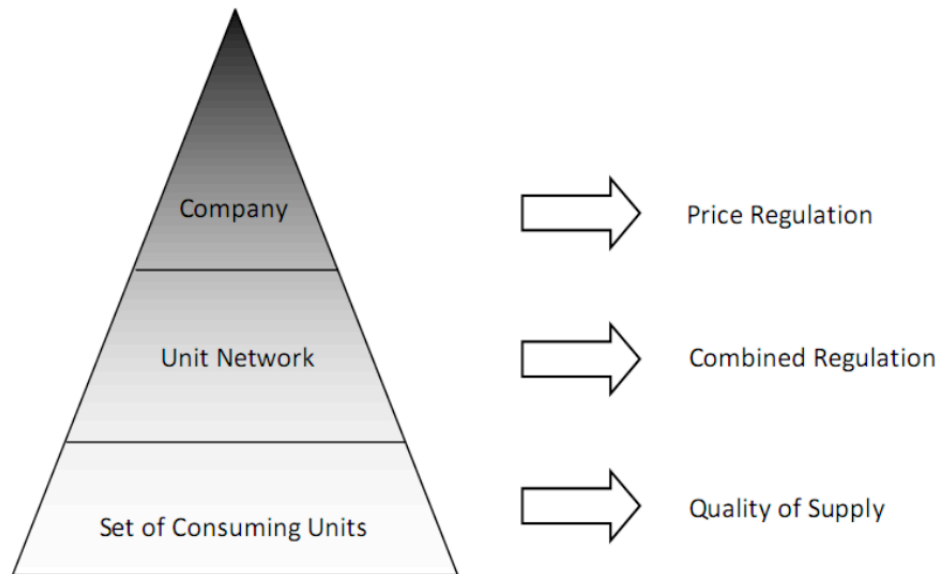 Company
Price Regulation
Unit Network
Combined Regulation
Set of Consuming Units
Quality of Supply